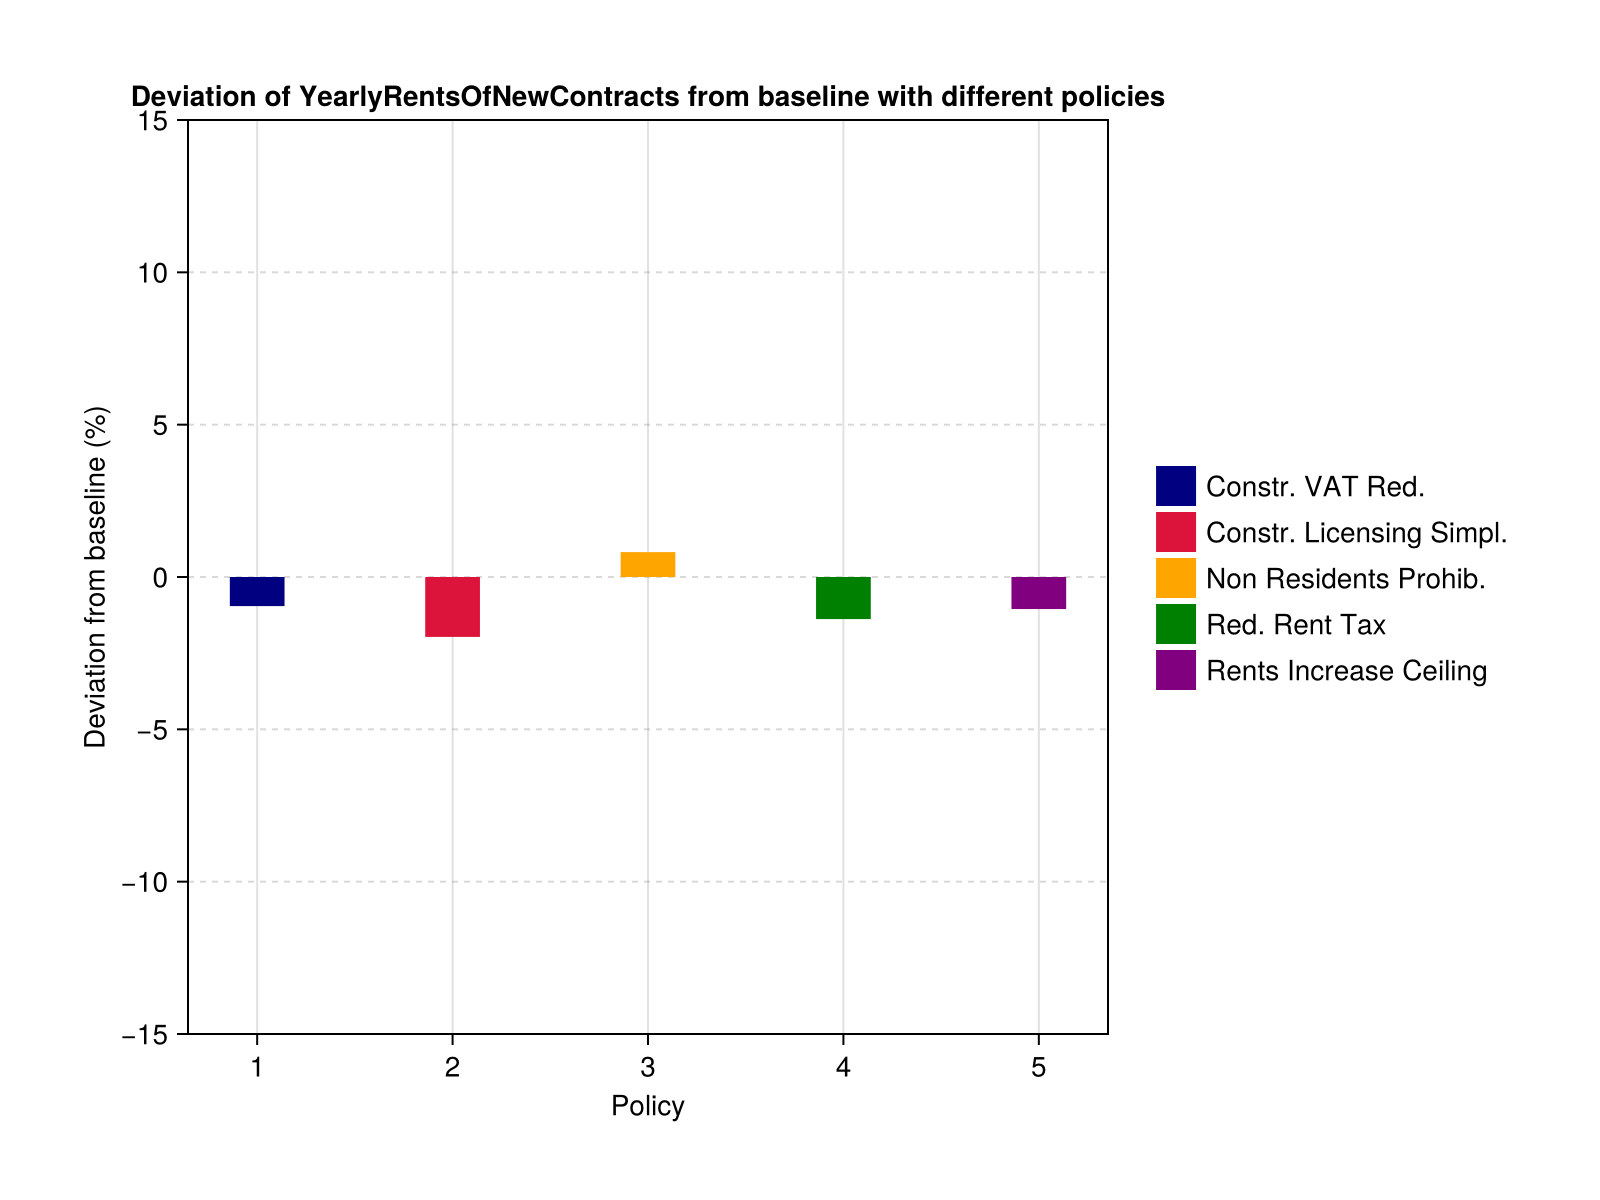 Deviation of YearlyRentsOfNewContracts from baseline with different policies
15
10
5
0
−5
−10
−15
Deviation from baseline (%)
1 2 3 4 5
Policy
Constr. VAT Red.
Constr. Licensing Simpl.
Non Residents Prohib.
Red. Rent Tax
Rents Increase Ceiling